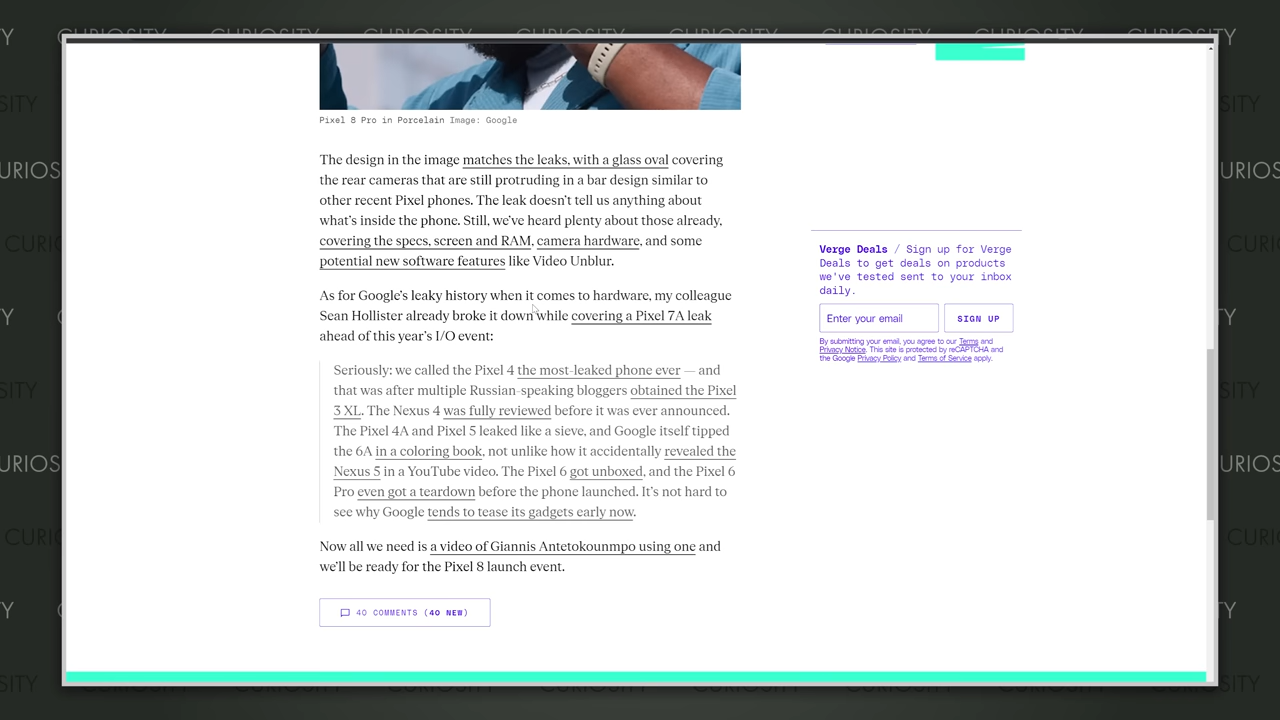 Pixel 8 Pro in Porcelain Image: Google
The design in the image matches the leaks, with a glass oval covering
the rear cameras that are still protruding in a bar design similar to
other recent Pixel phones. The leak doesn’t tell us anything about
what’s inside the phone. Still, we’ve heard plenty about those already,
covering the specs, screen and RAM, camera hardware, and some
potential new software features like Video Unblur.
As for Google’s leaky history when it comes to hardware, my colleague
Sean Hollister already broke it down while covering a Pixel 7A leak
ahead of this year’s I/O event:
Seriously: we called the Pixel 4 the most-leaked phone ever — and
that was after multiple Russian-speaking bloggers obtained the Pixel
3 XL. The Nexus 4 was fully reviewed before it was ever announced.
The Pixel 4A and Pixel 5 leaked like a sieve, and Google itself tipped
the 6A in a coloring book, not unlike how it accidentally revealed the
Nexus 5 in a YouTube video. The Pixel 6 got unboxed, and the Pixel 6
Pro even got a teardown before the phone launched. It’s not hard to
see why Google tends to tease its gadgets early now.
Now all we need is a video of Giannis Antetokounmpo using one and
we’ll be ready for the Pixel 8 launch event.
40 COMMENTS (40 NEW)
Verge Deals / Sign up for Verge
Deals to get deals on products
we've tested sent to your inbox
daily.
Enter your email
SIGN UP
By submitting your email, you agree to our Terms and
Privacy Notice. This site is protected by reCAPTCHA and
the Google Privacy Policy and Terms of Service apply.